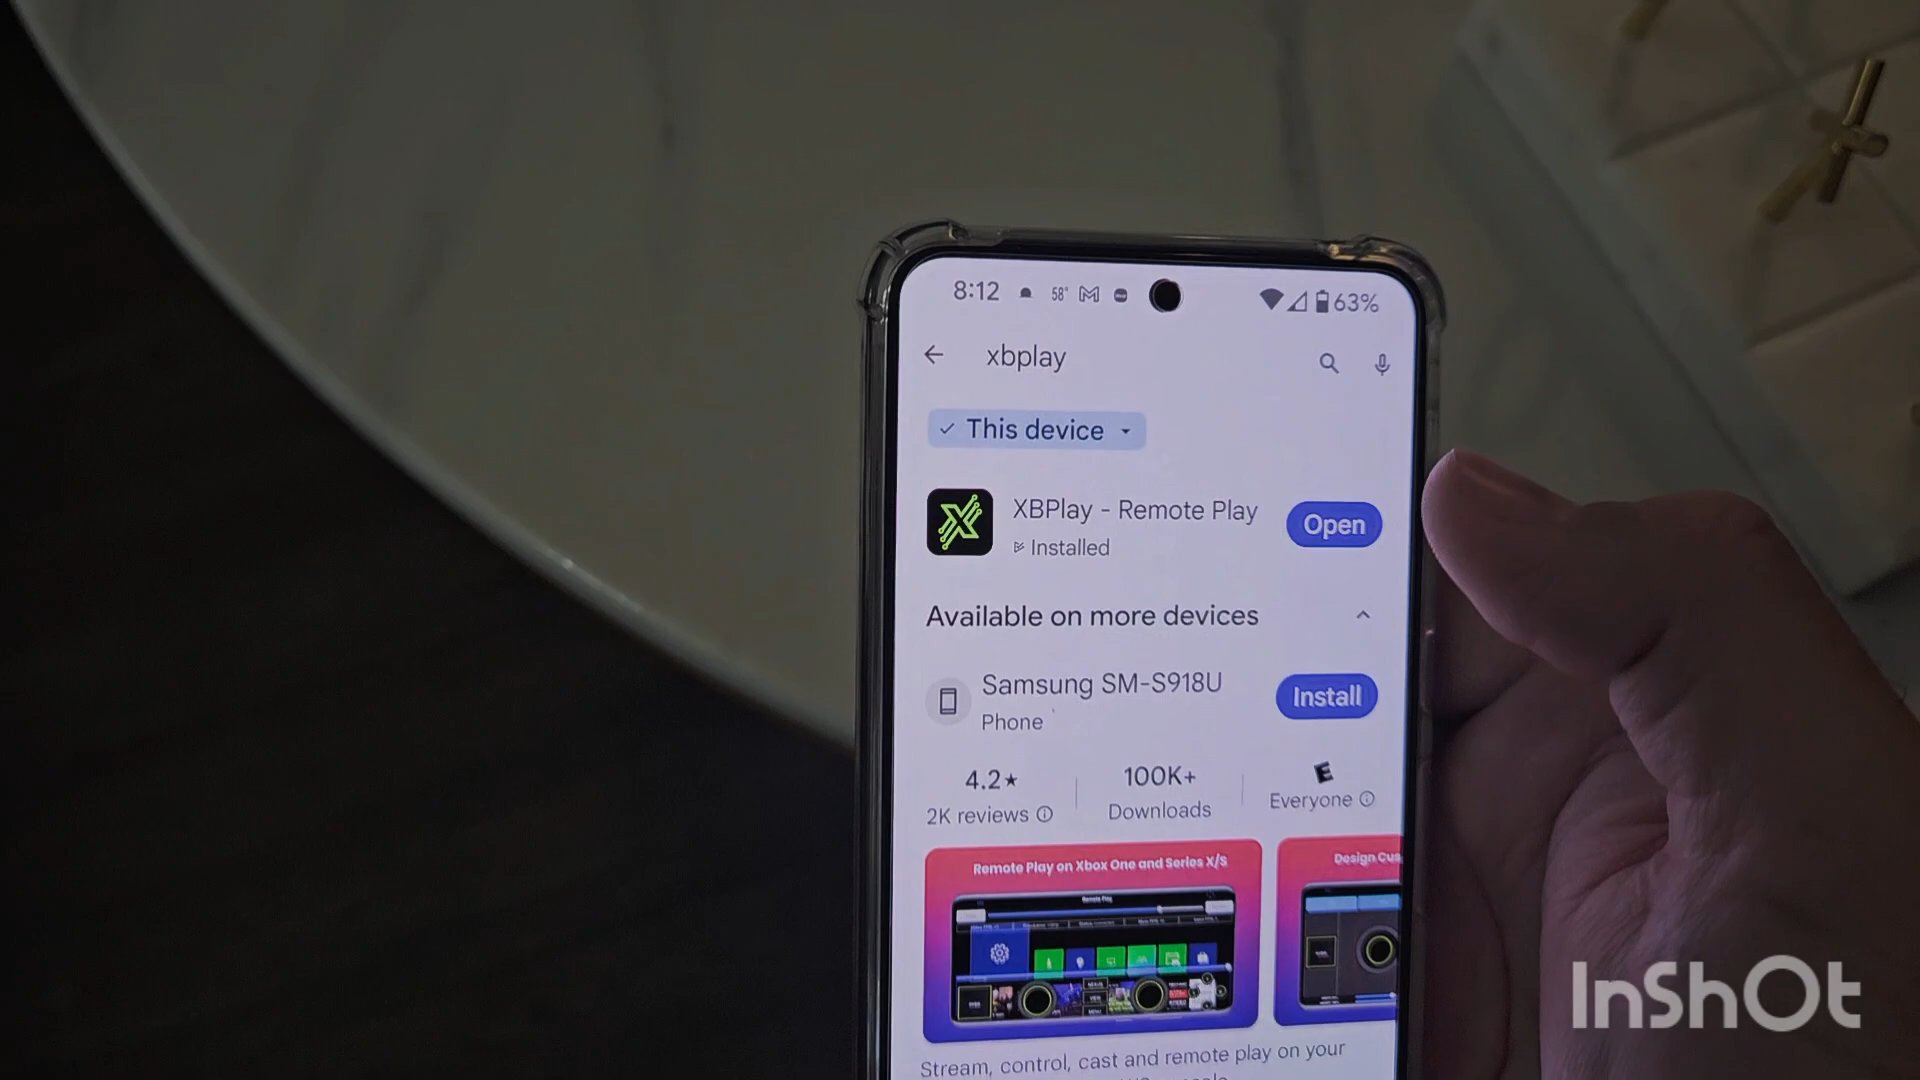 8:12 58° 63%
xbplay
This device
XBPlay - Remote Play
Installed
Open
Available on more devices
Samsung SM-S918U
Phone
Install
4.2★
2K reviews
100K+
Downloads
E
Everyone
Remote Play on Xbox One and Series X/S
Design Cus
Remote Play
Stream, control, cast and remote play on your
InShOt